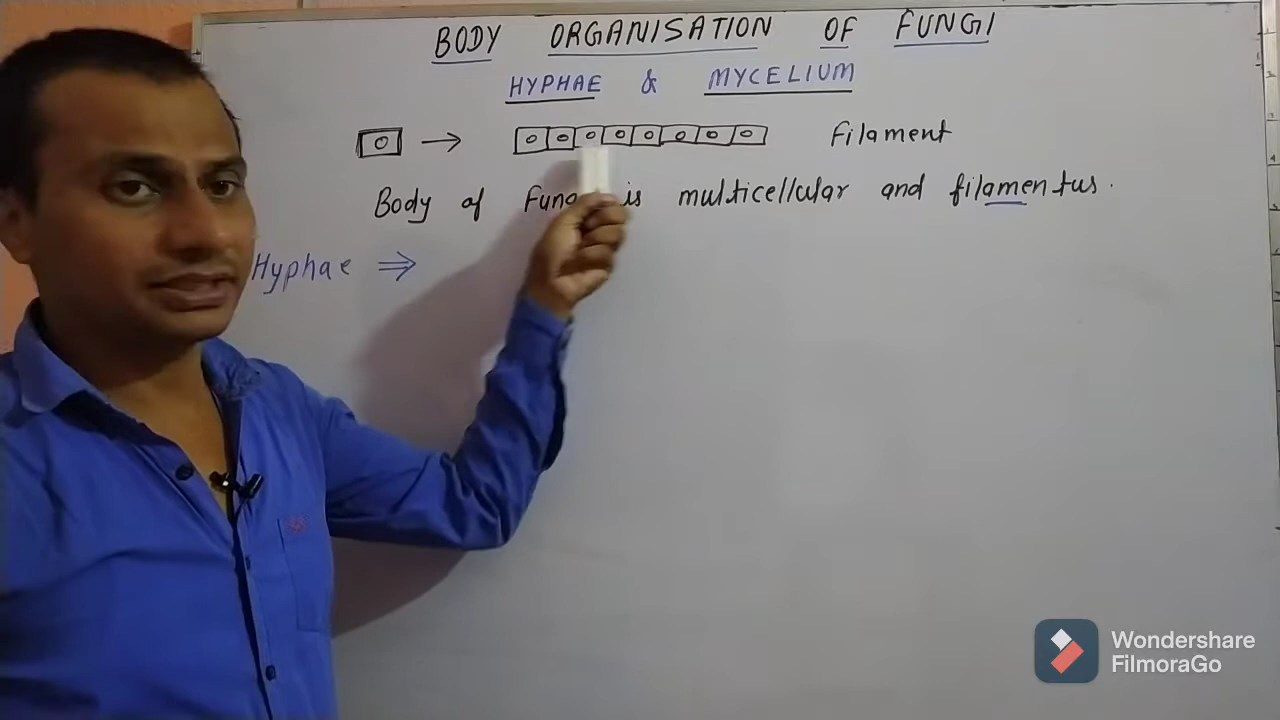 BODY ORGANISATION OF FUNGI
HYPHAE & MYCELIUM
Filament
Body of is multicellular and filamentus.
Hyphae ⇒
Wondershare
FilmoraGo